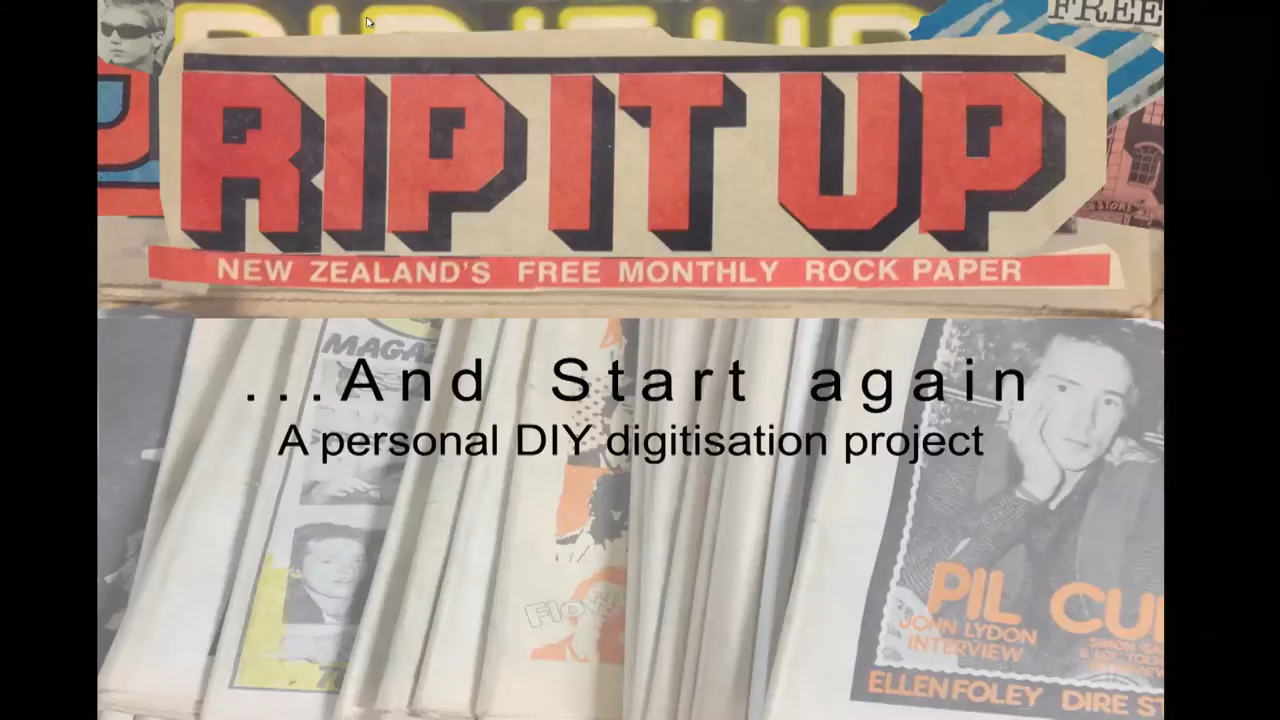 FREE
RIP IT UP
NEW ZEALAND'S FREE MONTHLY ROCK PAPER
...And Start again
A personal DIY digitisation project
PIL
JOHN LYDON
INTERVIEW
ELLEN FOLEY